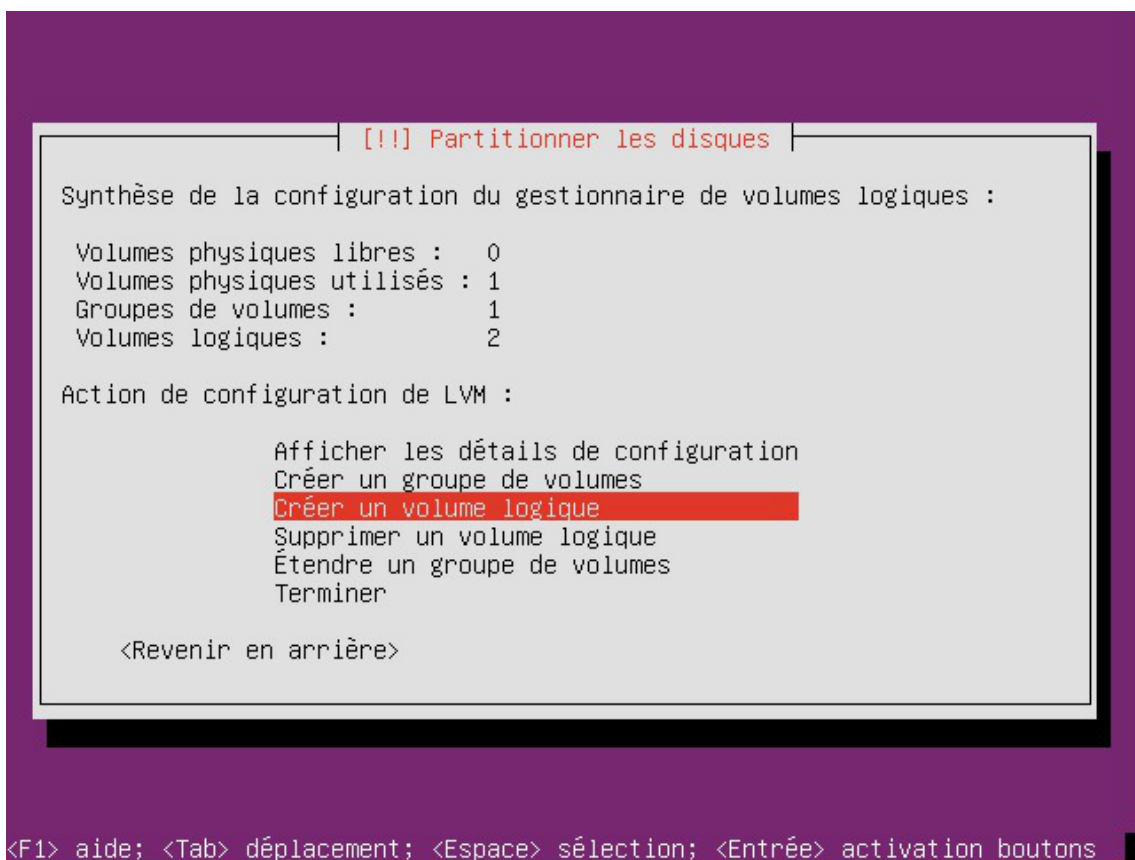 [!!] Partitionner les disques
Synthèse de la configuration du gestionnaire de volumes logiques :
Volumes physiques libres : 0
Volumes physiques utilisés : 1
Groupes de volumes : 1
Volumes logiques : 2
Action de configuration de LVM :
Afficher les détails de configuration
Créer un groupe de volumes
Créer un volume logique
Supprimer un volume logique
Étendre un groupe de volumes
Terminer
<Revenir en arrière>
<F1> aide; <Tab> déplacement; <Espace> sélection; <Entrée> activation boutons